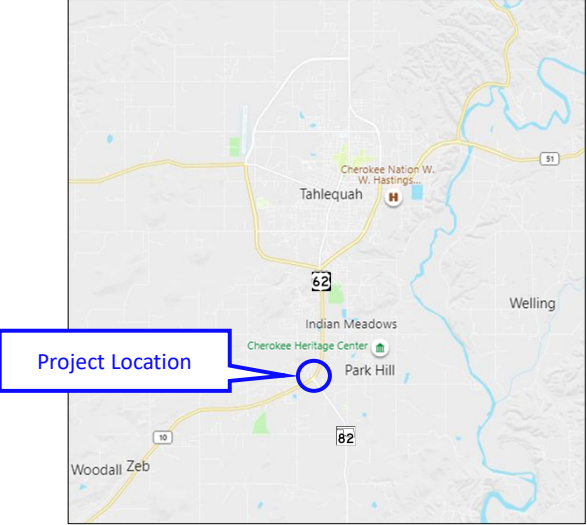 51
Cherokee Nation W.
W. Hastings...
H
Tahlequah
62
Welling
Indian Meadows
Cherokee Heritage Center
Project Location
Park Hill
10
82
Woodall Zeb